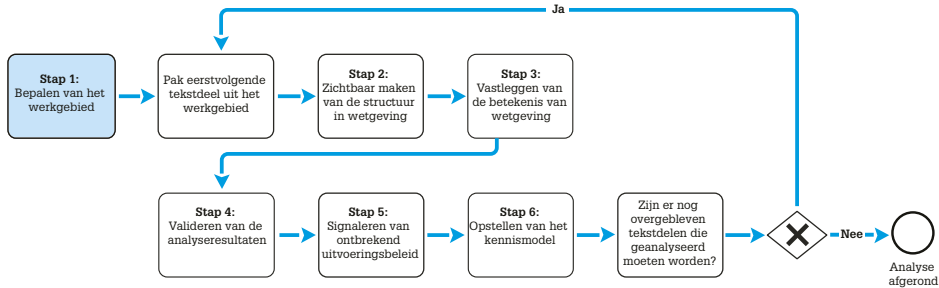 Ja
Stap 1:
Bepalen van het
werkgebied
Pak eerstvolgende
tekstdeel uit het
werkgebied
Stap 2:
Zichtbaar maken
van de structuur
in wetgeving
Stap 3:
Vastleggen van
de betekenis van
wetgeving
Stap 4:
Valideren van de
analyseresultaten
Stap 5:
Signaleren van
ontbrekend
uitvoeringsbeleid
Stap 6:
Opstellen van het
kennismodel
Zijn er nog
overgebleven
tekstdelen die
geanalyseerd
moeten worden?
Nee
Analyse
afgerond